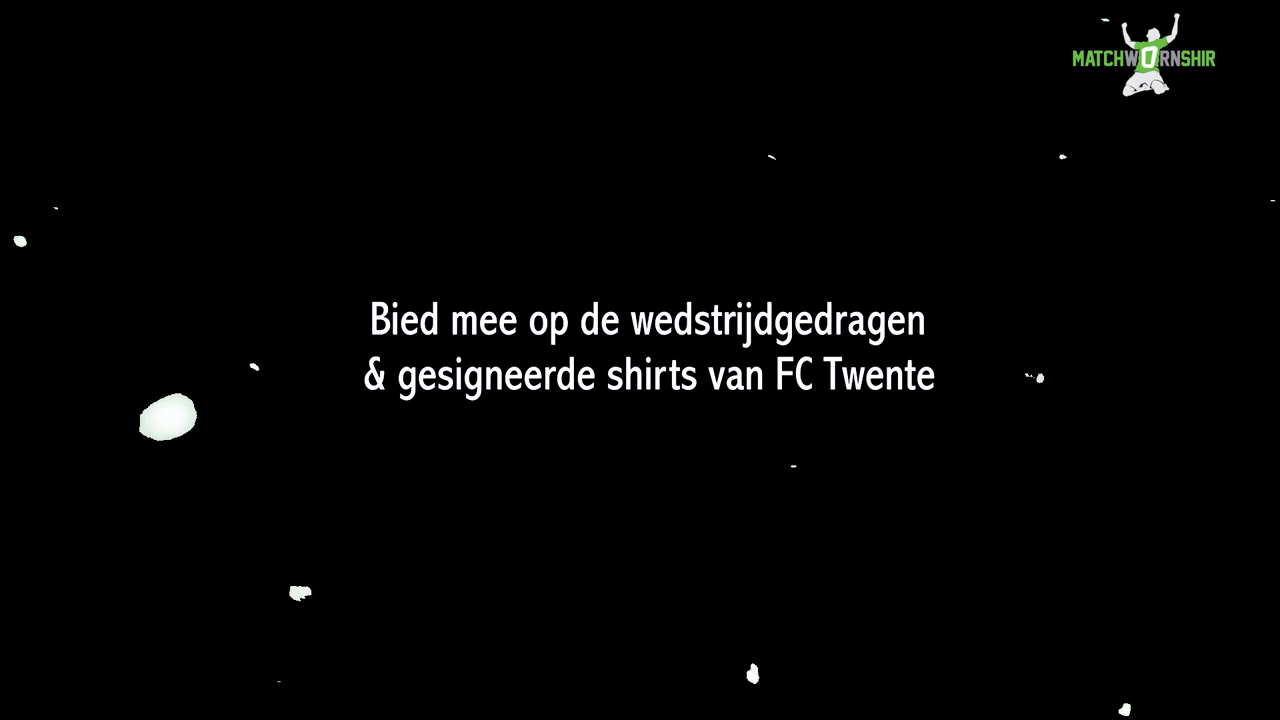 MATCHWORNSHIR
Bied mee op de wedstrijdgedragen
& gesigneerde shirts van FC Twente